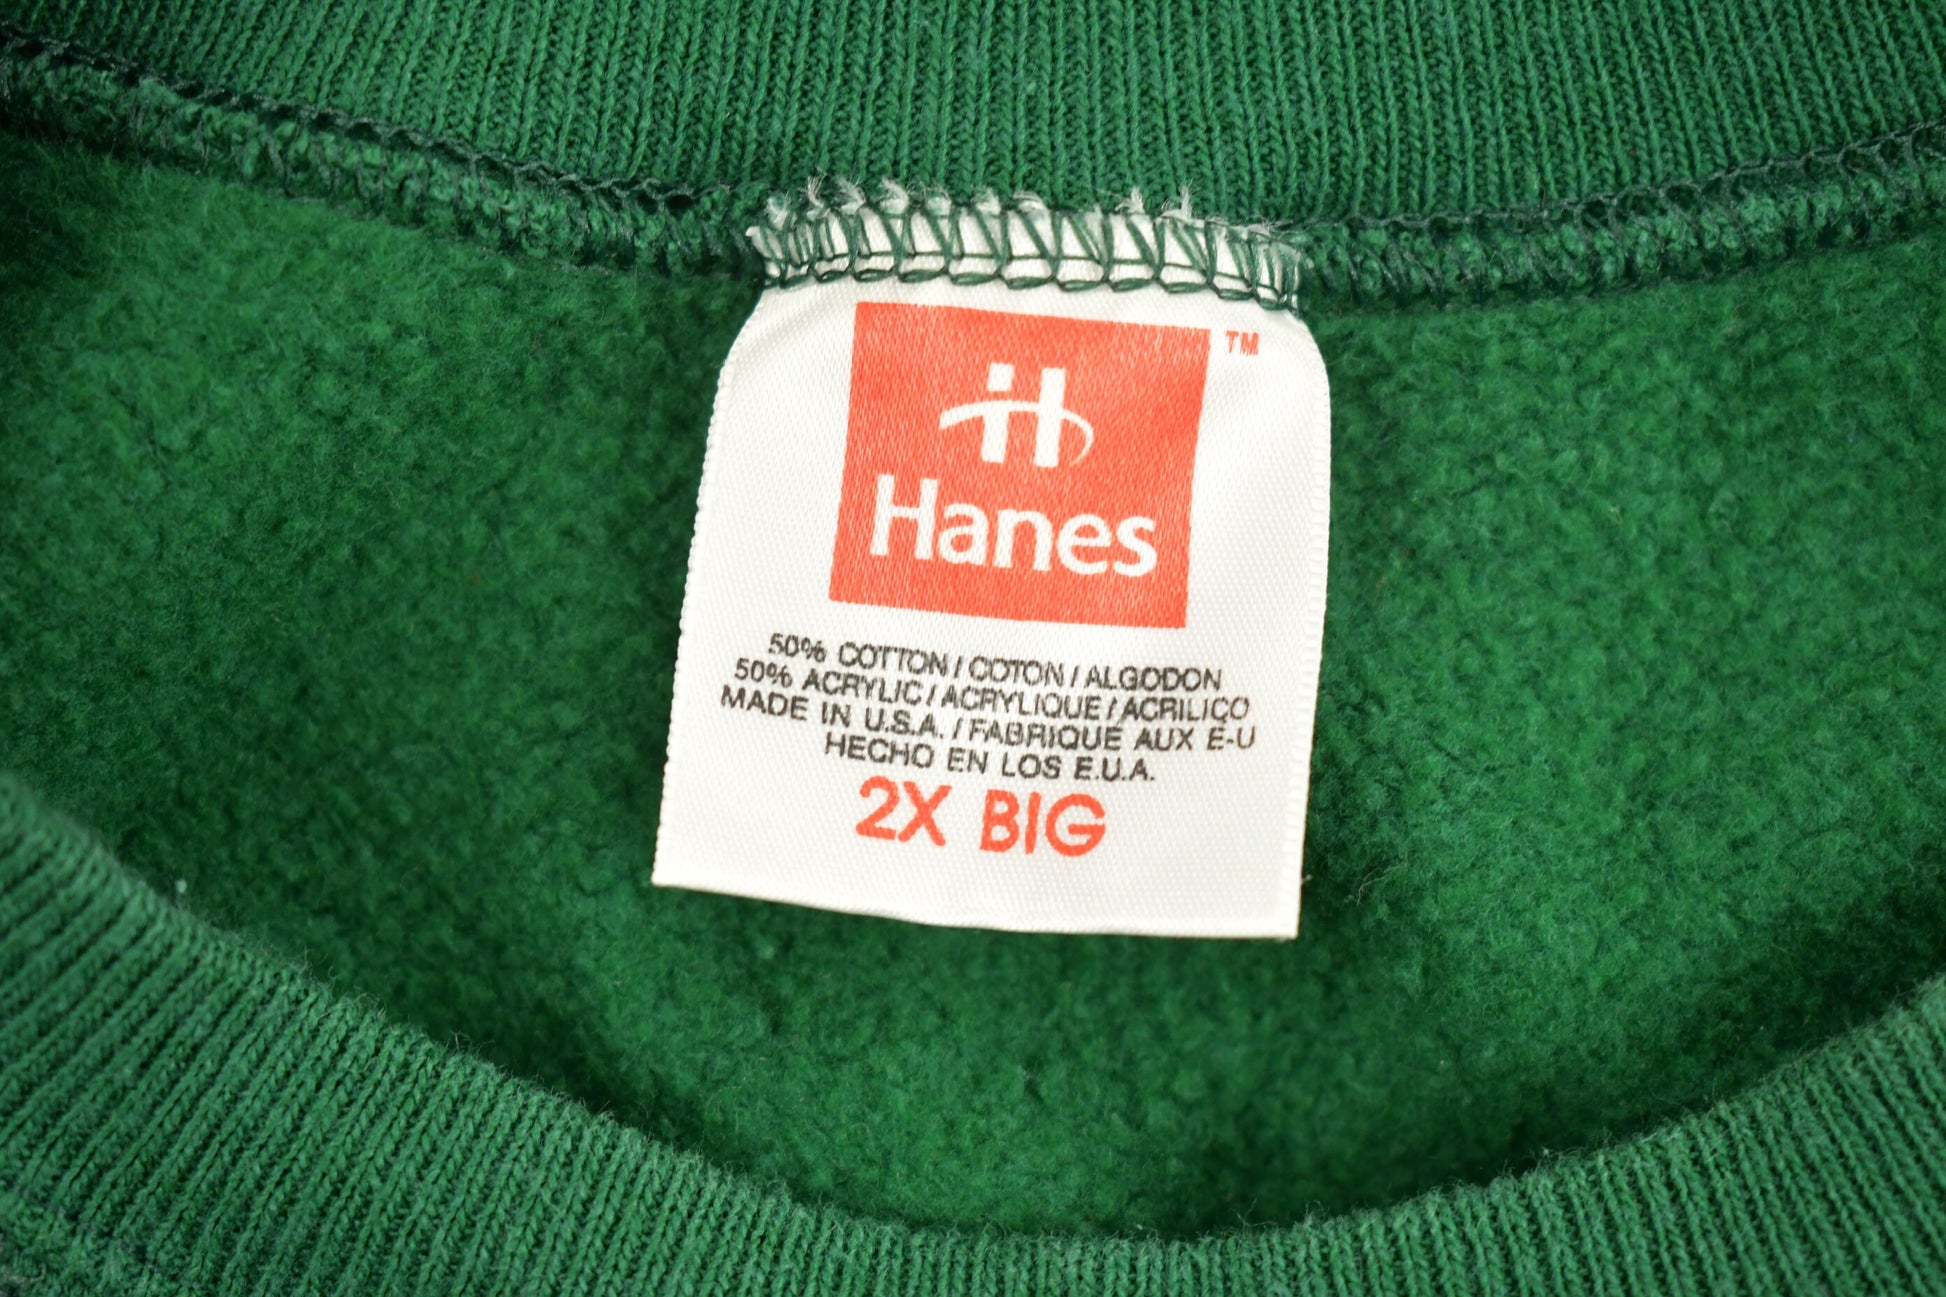 TM
Hanes
50% COTTON / COTON / ALGODON
50% ACRYLIC / ACRYLIQUE / ACRILICO
MADE IN U.S.A. / FABRIQUE AUX E-U
HECHO EN LOS E.U.A.
2X BIG